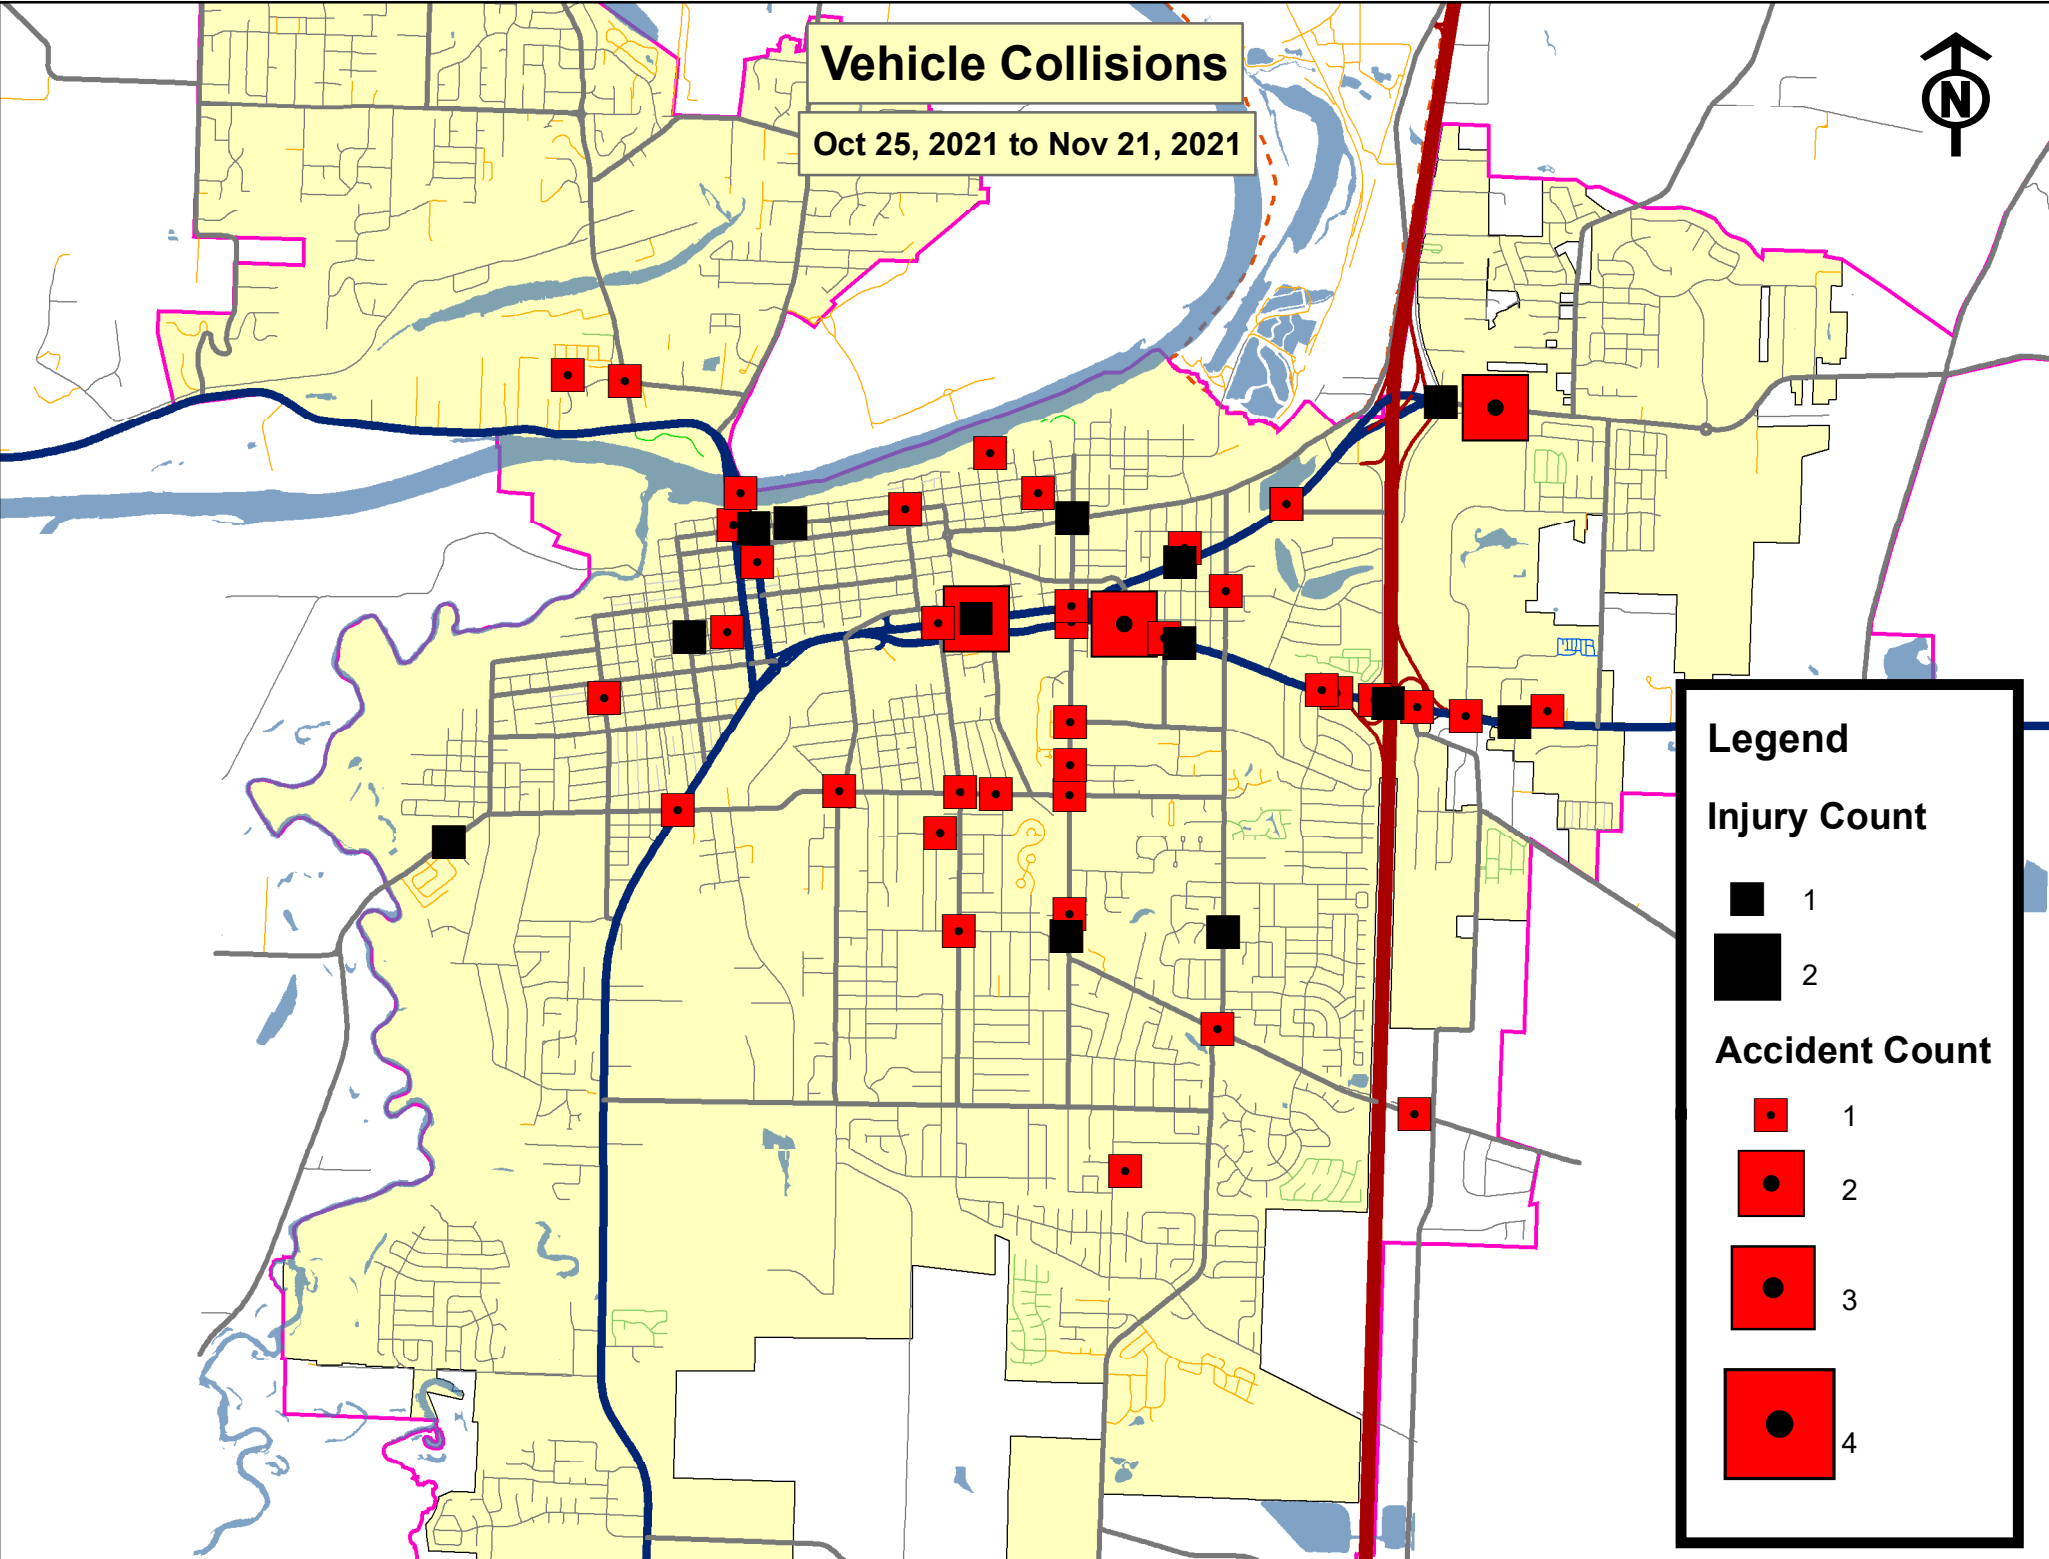 Vehicle Collisions
Oct 25, 2021 to Nov 21, 2021
N
Legend
Injury Count
1
2
Accident Count
1
2
3
4